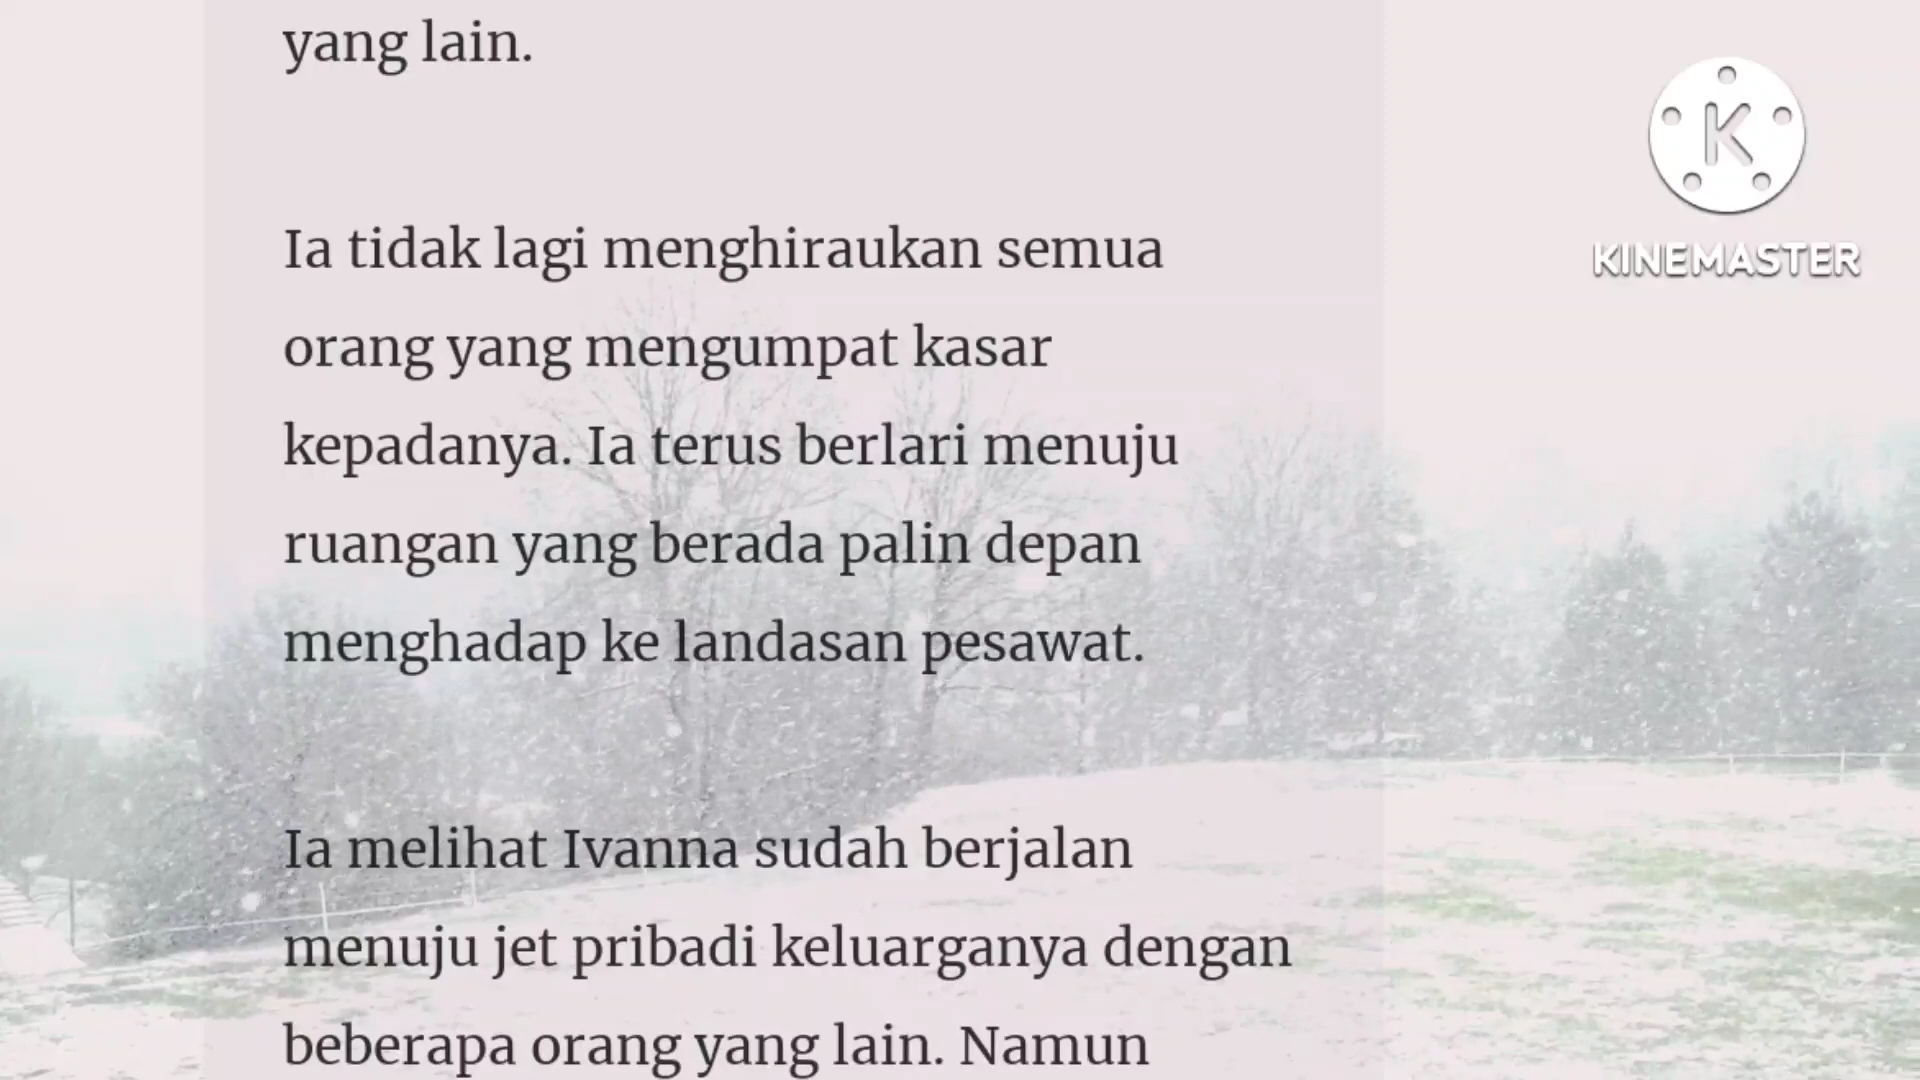 yang lain.
Ia tidak lagi menghiraukan semua
orang yang mengumpat kasar
kepadanya. Ia terus berlari menuju
ruangan yang berada palin depan
menghadap ke landasan pesawat.
Ia melihat Ivanna sudah berjalan
menuju jet pribadi keluarganya dengan
beberapa orang yang lain. Namun
K
KINEMASTER